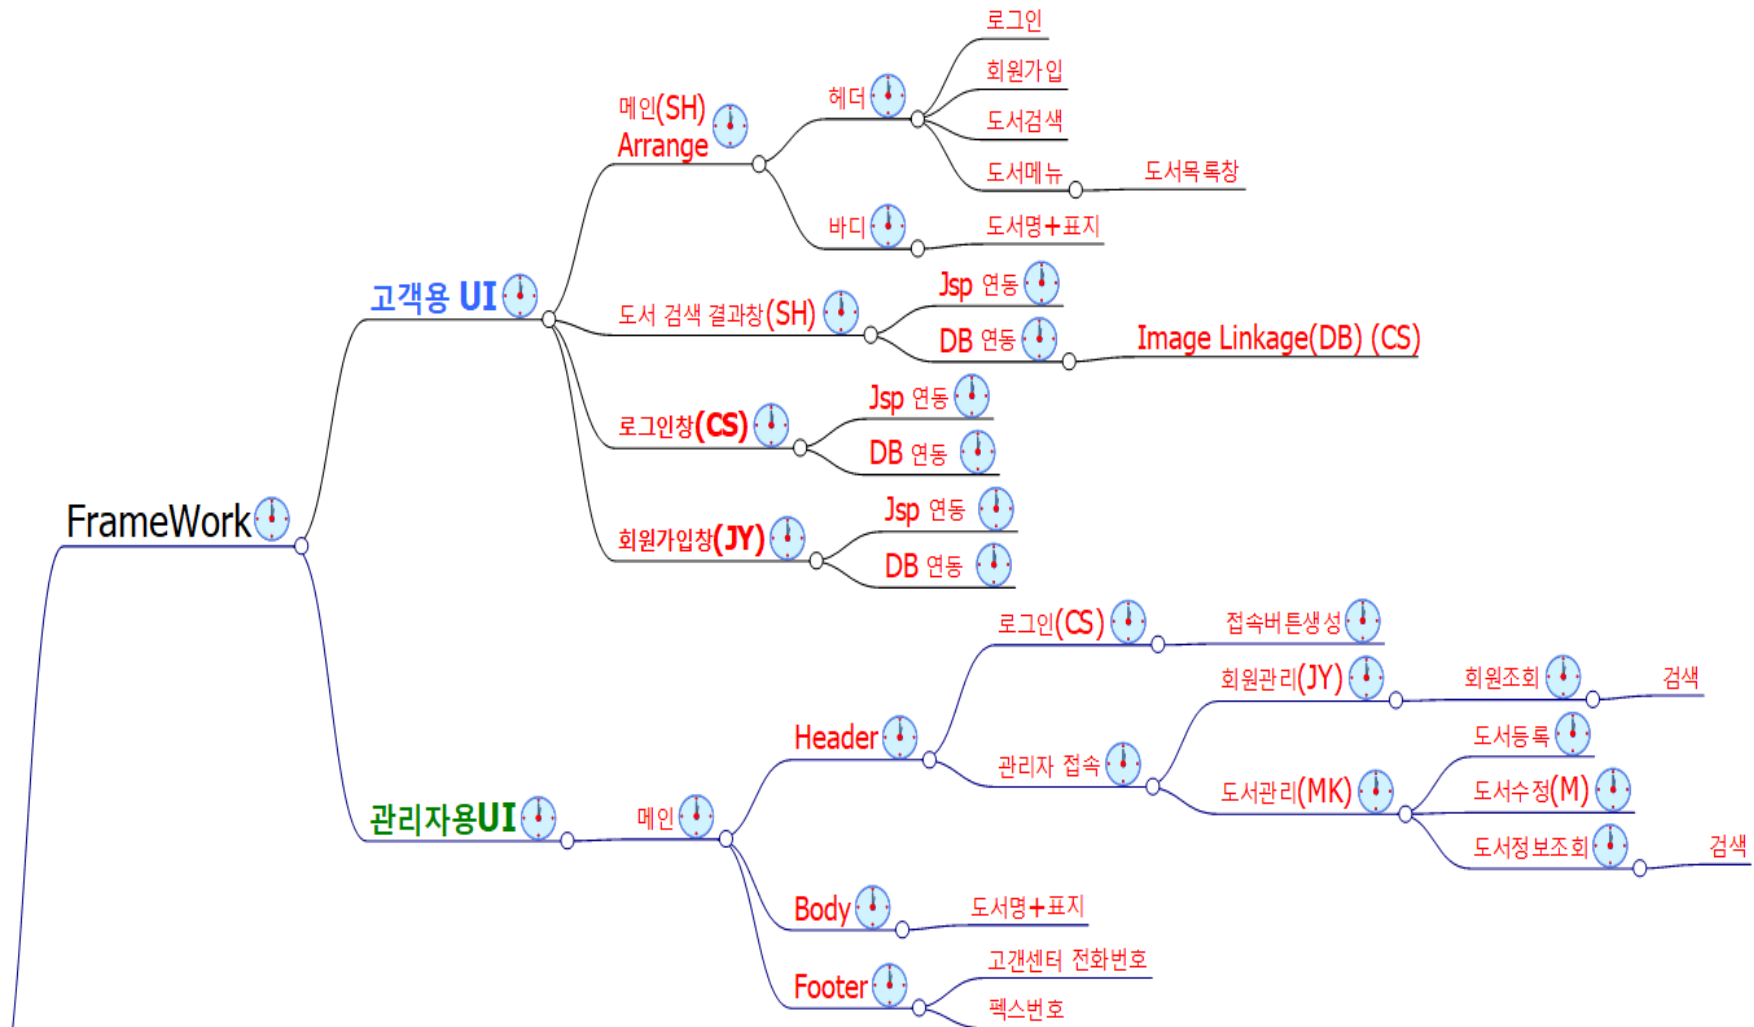 FrameWork
고객용 UI
메인(SH)
Arrange
헤더
로그인
회원가입
도서검색
도서메뉴
도서목록창
바디
도서명+표지
도서 검색 결과창(SH)
Jsp 연동
DB 연동
Image Linkage(DB) (CS)
로그인창(CS)
Jsp 연동
DB 연동
회원가입창(JY)
Jsp 연동
DB 연동
관리자용UI
메인
Header
로그인(CS)
접속버튼생성
관리자 접속
회원관리(JY)
회원조회
검색
도서관리(MK)
도서등록
도서수정(M)
도서정보조회
검색
Body
도서명+표지
Footer
고갠센터 전화번호
펙스번호